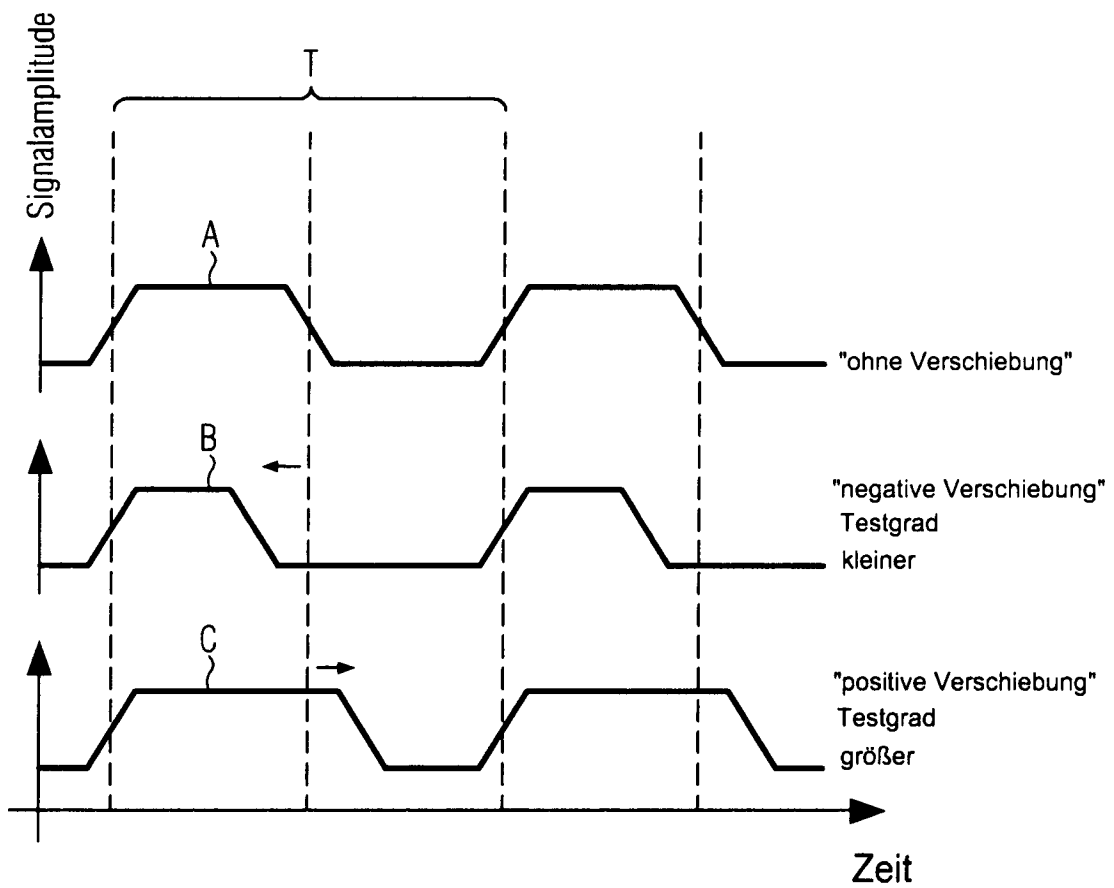 Signalamplitude
T
A
"ohne Verschiebung"
B
"negative Verschiebung"
Testgrad
kleiner
C
"positive Verschiebung"
Testgrad
größer
Zeit